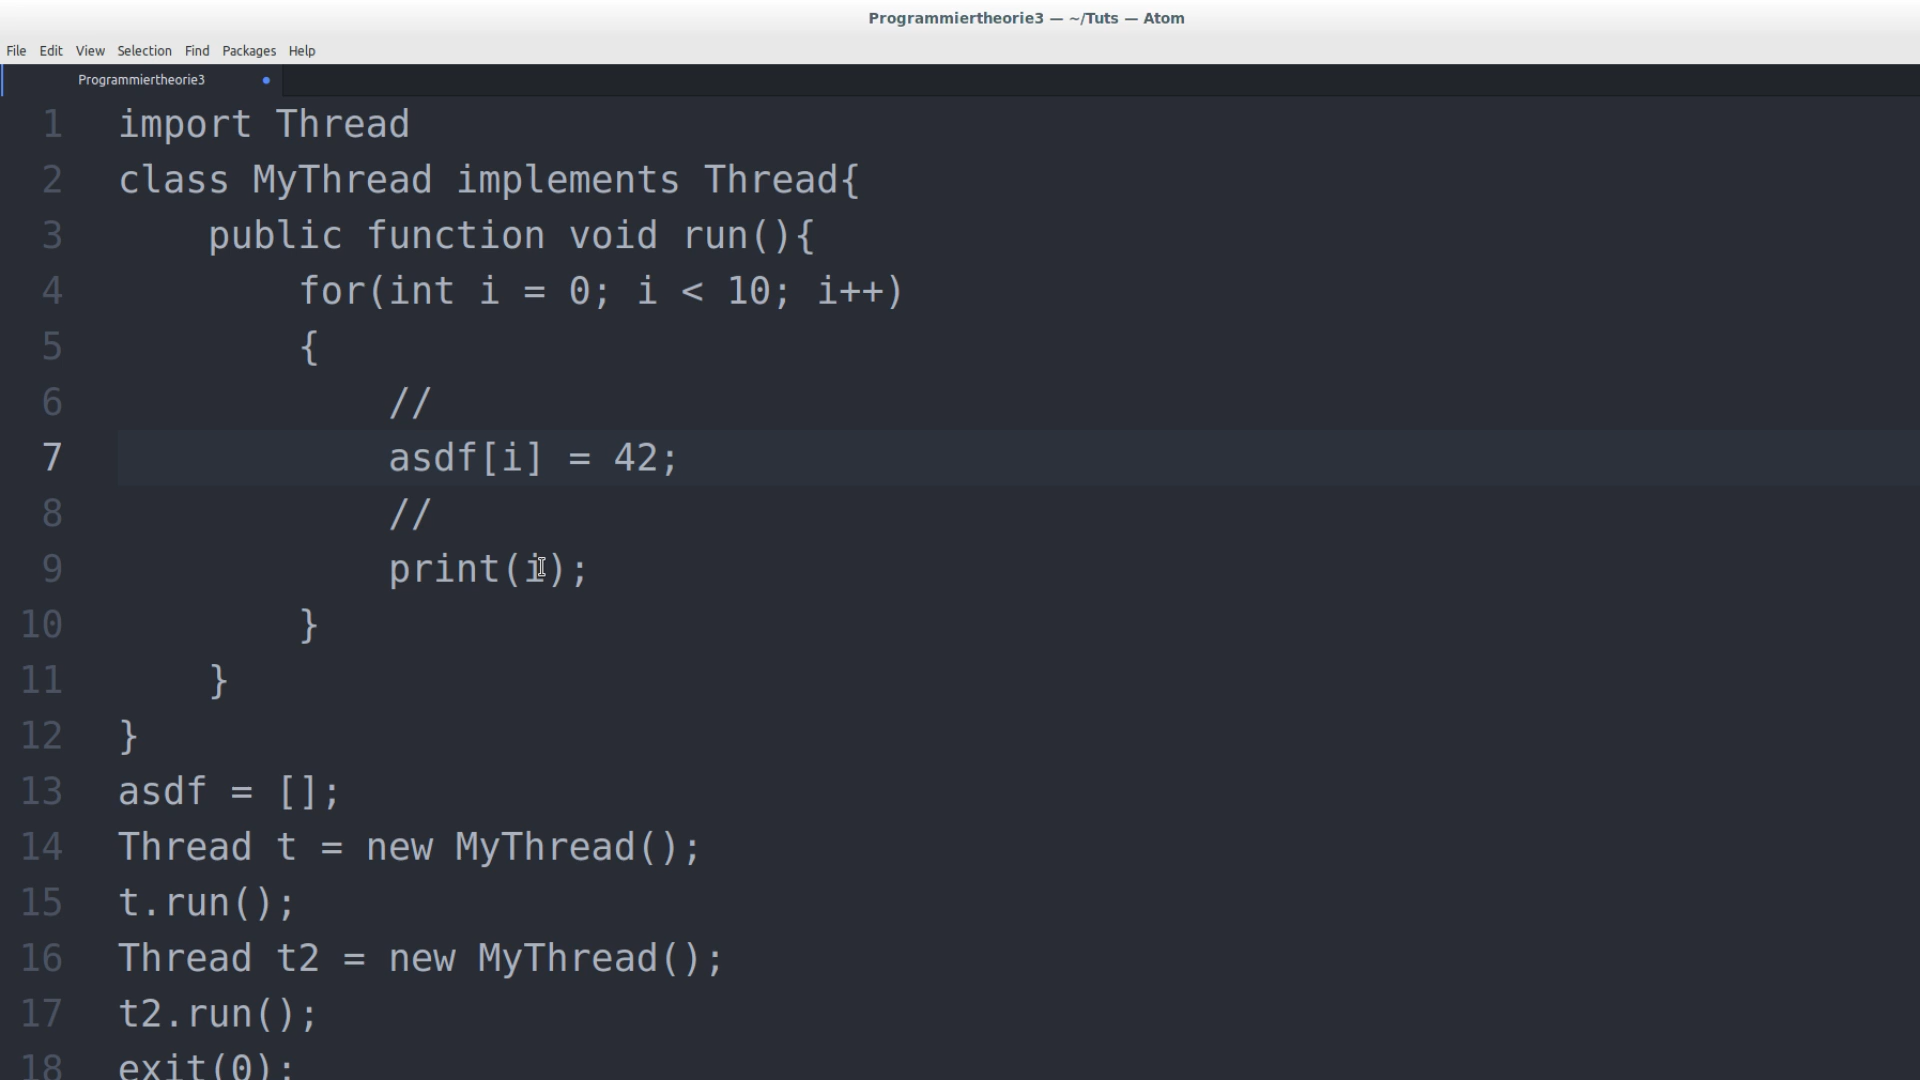 Programmiertheorie3 — ~/Tuts — Atom
File Edit View Selection Find Packages Help
Programmiertheorie3
1 import Thread
2 class MyThread implements Thread{
3     public function void run(){
4         for(int i = 0; i < 10; i++)
5         {
6             //
7             asdf[i] = 42;
8             //
9             print(i);
10         }
11     }
12 }
13 asdf = [];
14 Thread t = new MyThread();
15 t.run();
16 Thread t2 = new MyThread();
17 t2.run();
18 exit(0);